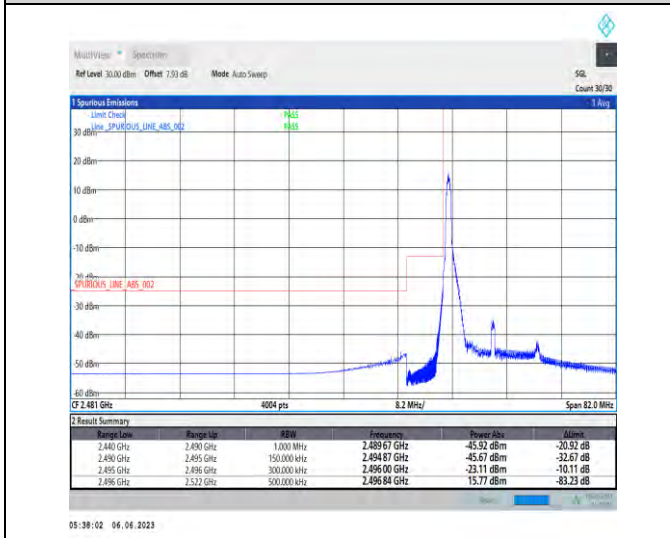 MultiView Spectrum
Ref Level 30.00 dBm Offset 7.93 dB Mode Auto Sweep SGL
Count 30/30
1 Spurious Emissions 1 Avg
Limit Check PASS
Line _SPURIOUS_LINE_ABS_002 PASS
30 dBm
20 dBm
10 dBm
0 dBm
-10 dBm
-20 dBm
SPURIOUS_LINE_ABS_002
-30 dBm
-40 dBm
-50 dBm
-60 dBm
CF 2.481 GHz 4004 pts 8.2 MHz/ Span 82.0 MHz
2 Result Summary
Range Low Range Up RBW Frequency Power Abs ΔLimit
2.440 GHz 2.490 GHz 1.000 MHz 2.489 67 GHz -45.92 dBm -20.92 dB
2.490 GHz 2.495 GHz 150.000 kHz 2.494 87 GHz -45.67 dBm -32.67 dB
2.495 GHz 2.496 GHz 300.000 kHz 2.496 00 GHz -23.11 dBm -10.11 dB
2.496 GHz 2.522 GHz 500.000 kHz 2.496 84 GHz 15.77 dBm -83.23 dB
05:38:02 06.06.2023